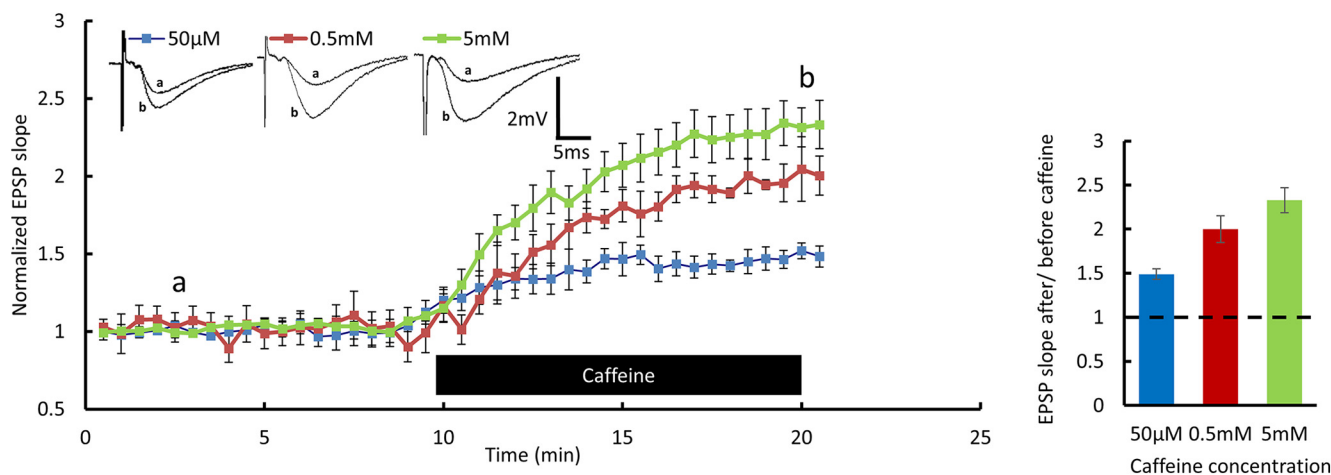 3
2.5
2
1.5
1
0.5
Normalized EPSP slope
50µM
0.5mM
5mM
a
b
a
b
a
b
2mV
5ms
a
b
Caffeine
0
5
10
15
20
25
Time (min)
EPSP slope after/ before caffeine
3
2.5
2
1.5
1
0.5
0
50µM 0.5mM 5mM
Caffeine concentration